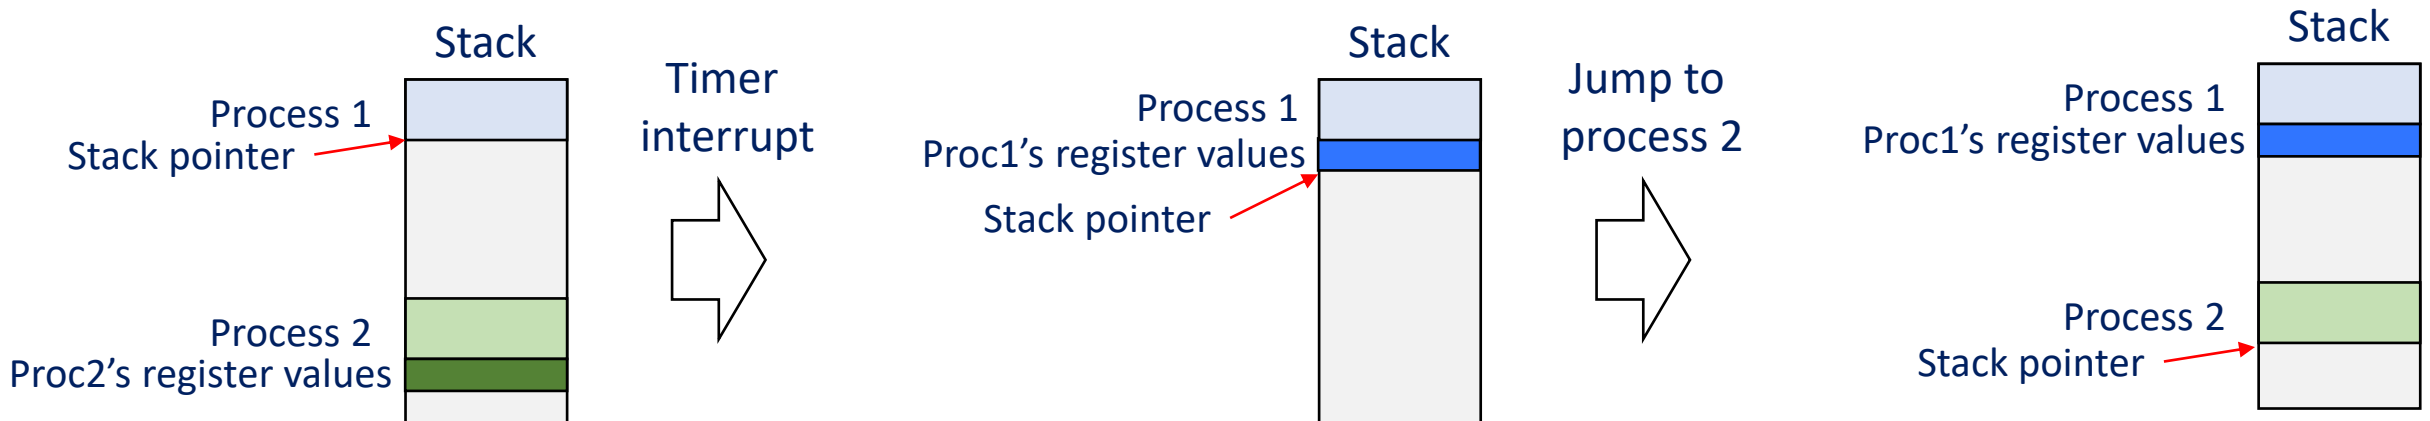 Stack
Process 1
Stack pointer
Process 2
Proc2's register values
Timer
interrupt
Stack
Process 1
Proc1's register values
Stack pointer
Jump to
process 2
Stack
Process 1
Proc1's register values
Process 2
Stack pointer